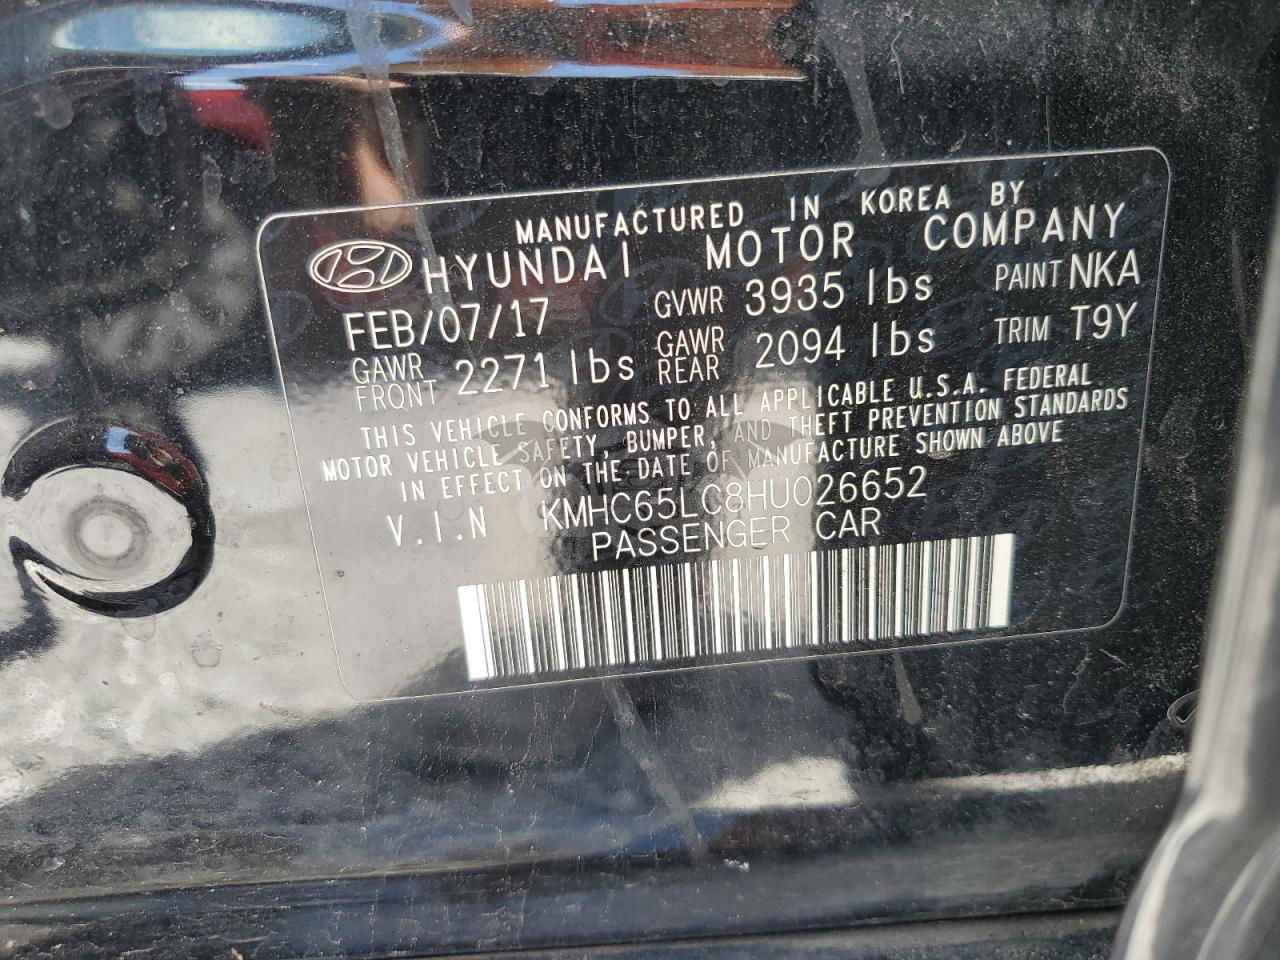 MANUFACTURED IN KOREA BY
HYUNDAI MOTOR COMPANY
FEB/07/17 GVWR 3935 lbs PAINT NKA
GAWR FRONT 2271 lbs GAWR REAR 2094 lbs TRIM T9Y
THIS VEHICLE CONFORMS TO ALL APPLICABLE U.S.A. FEDERAL
MOTOR VEHICLE SAFETY, BUMPER, AND THEFT PREVENTION STANDARDS
IN EFFECT ON THE DATE OF MANUFACTURE SHOWN ABOVE
V.I.N KMHC65LC8HU026652
PASSENGER CAR